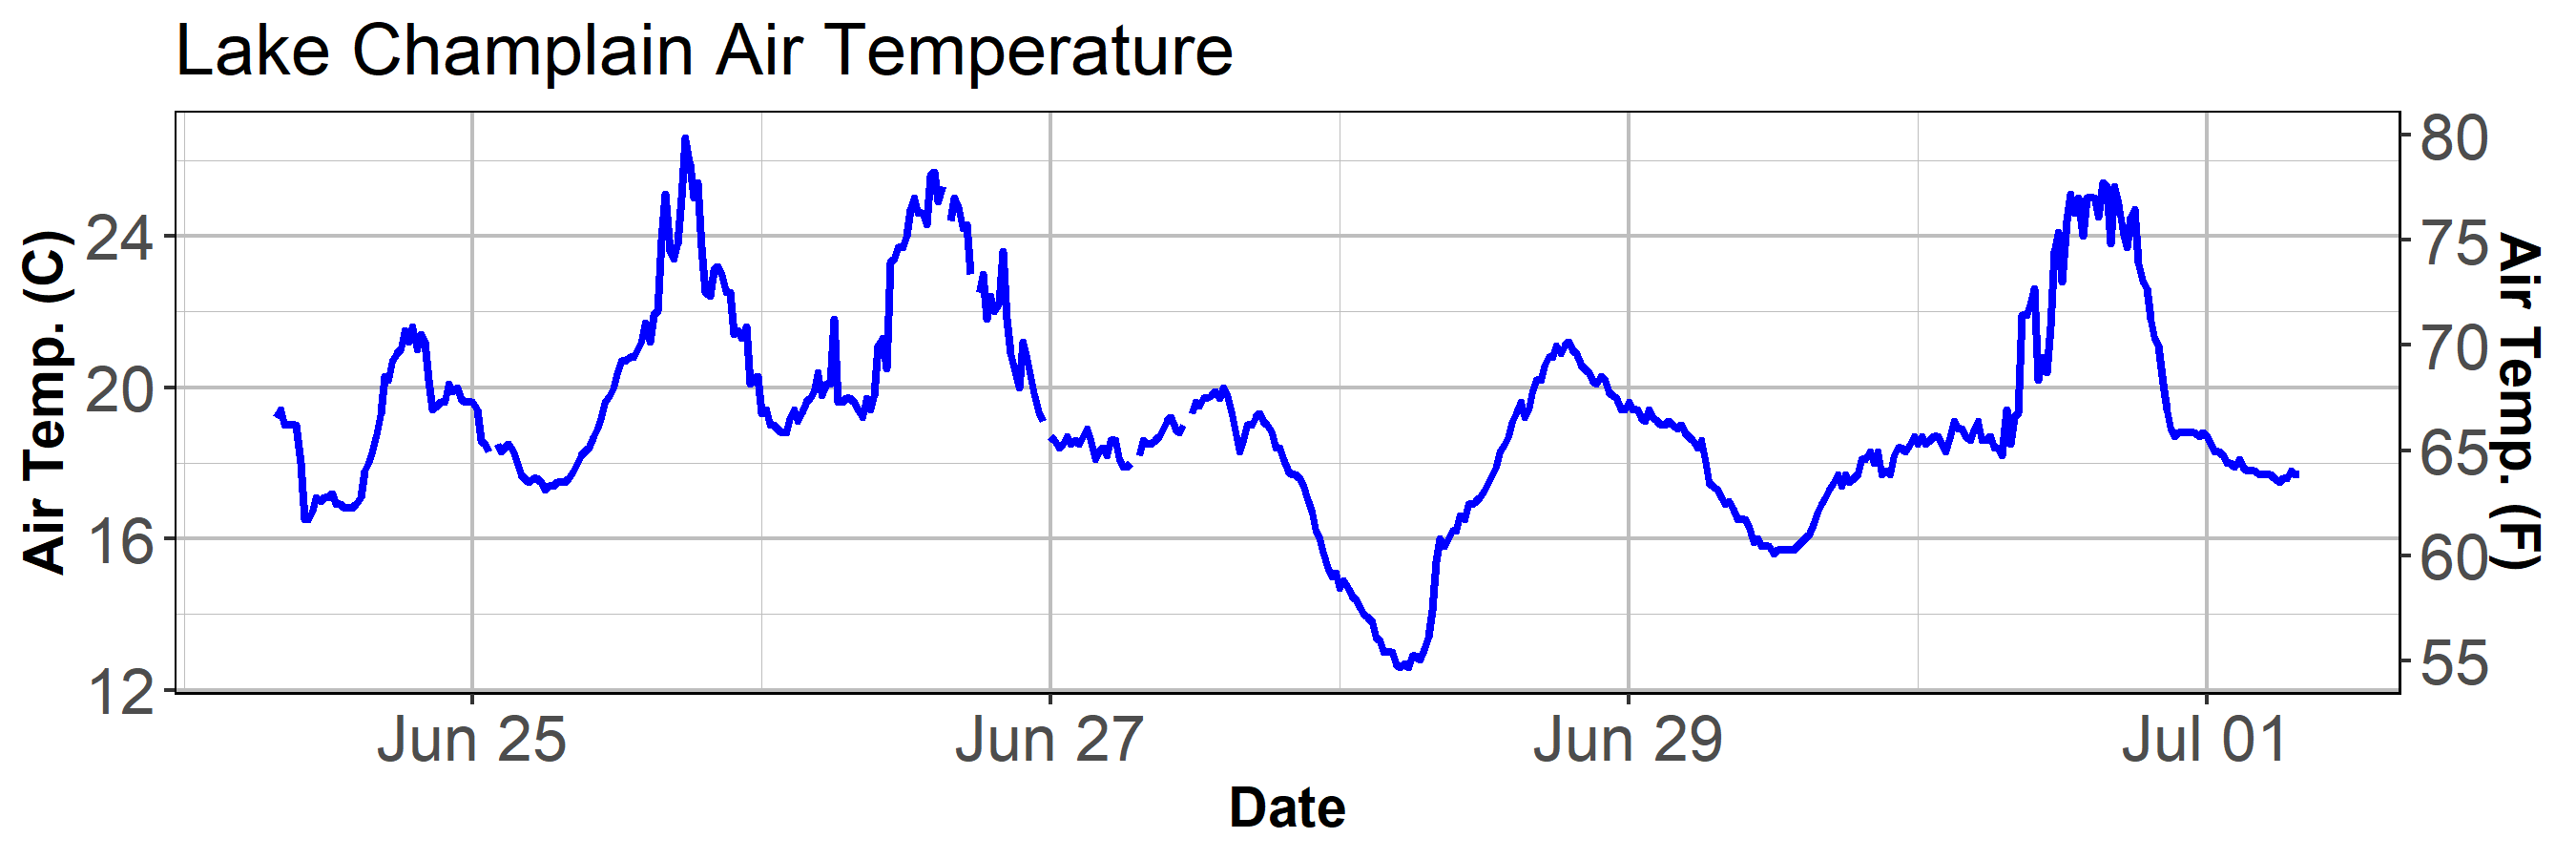 Lake Champlain Air Temperature
Air Temp. (C)
24
20
16
12
80
75
70
65
60
55
Air Temp. (F)
Jun 25 Jun 27 Jun 29 Jul 01
Date